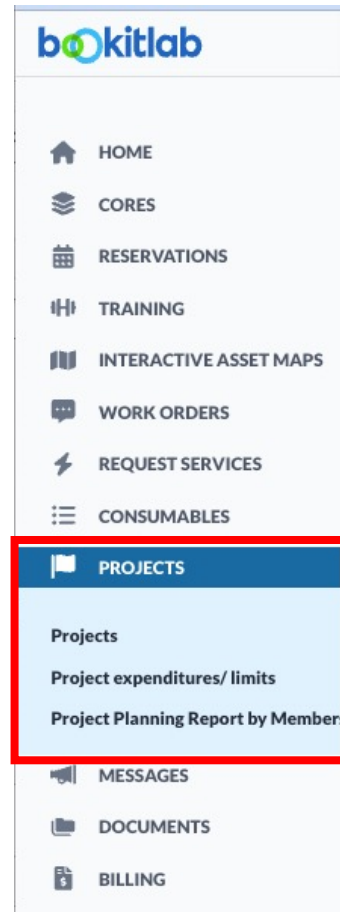 bookitlab
HOME
CORES
RESERVATIONS
TRAINING
INTERACTIVE ASSET MAPS
WORK ORDERS
REQUEST SERVICES
CONSUMABLES
PROJECTS
Projects
Project expenditures/ limits
Project Planning Report by Members
MESSAGES
DOCUMENTS
BILLING